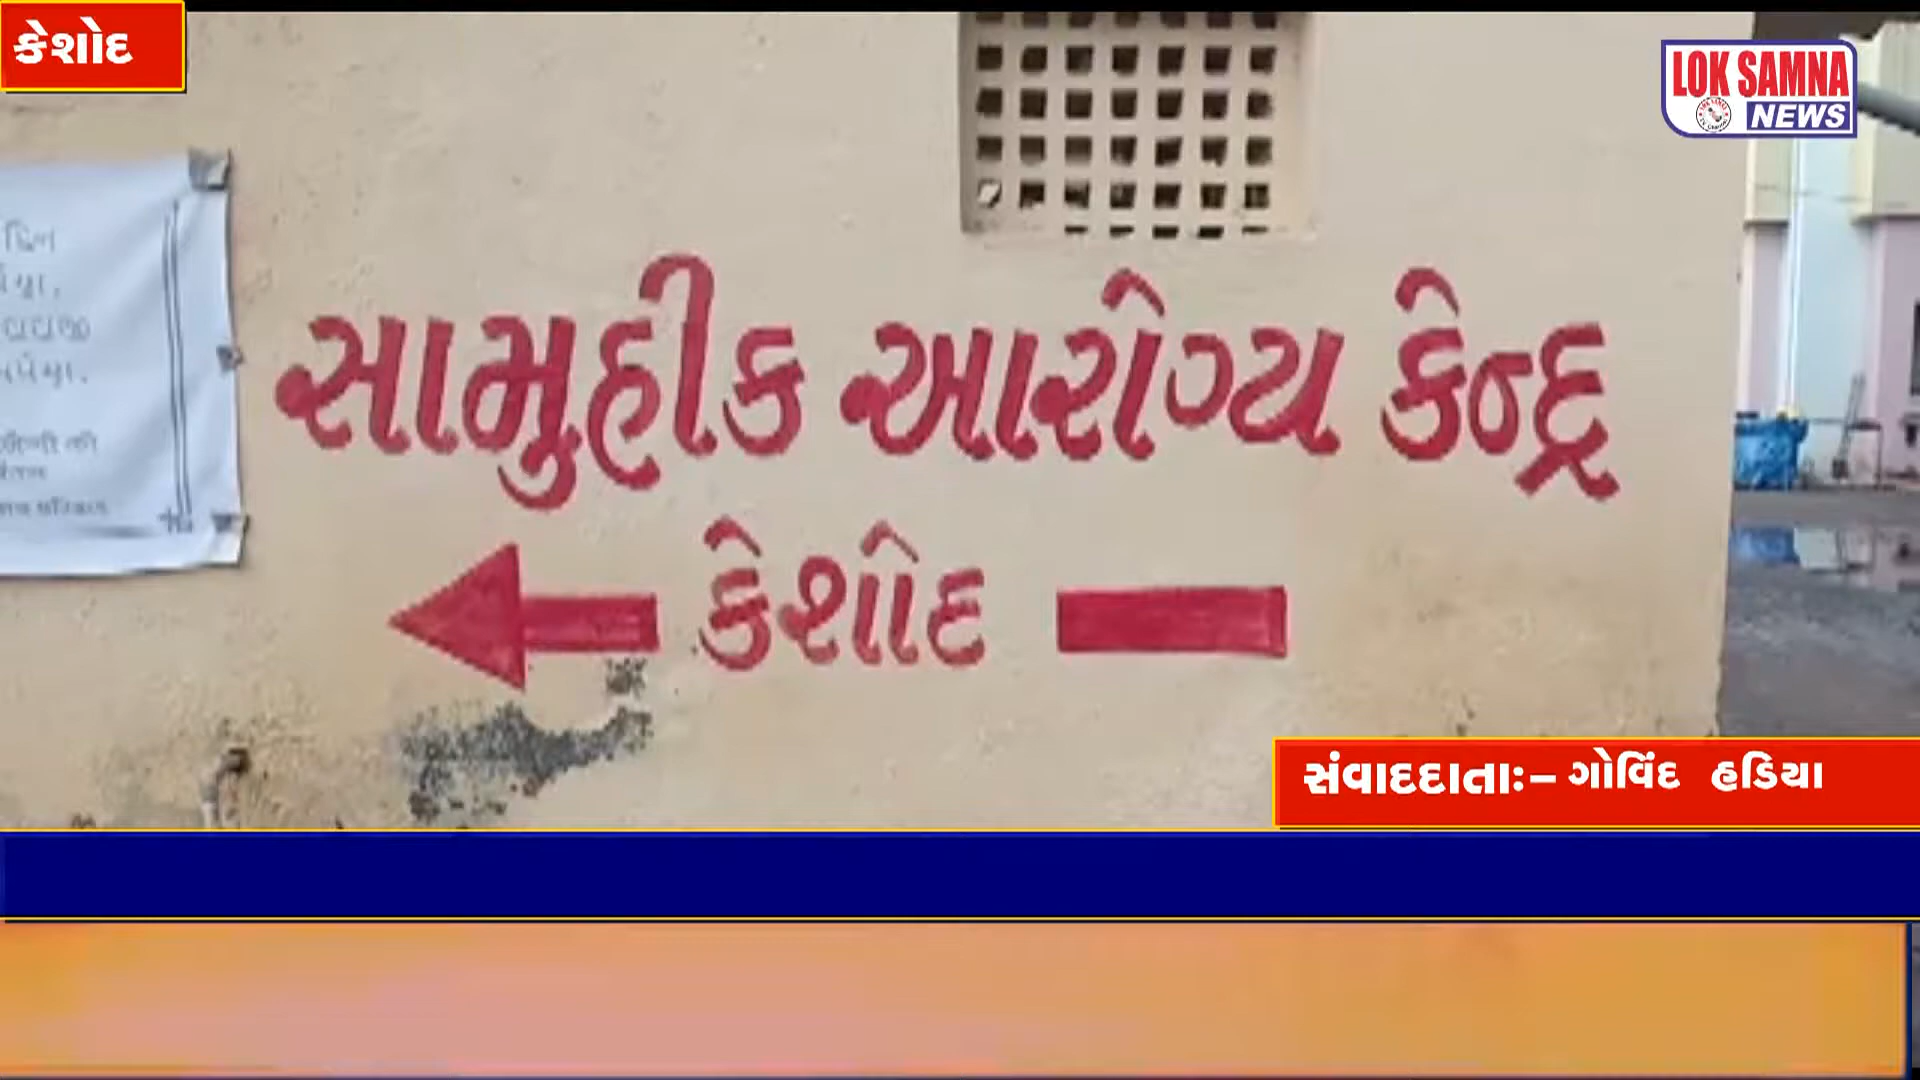 કેશોદ
LOK SAMNA
NEWS
સામુહીક આરોગ્ય કેન્દ્ર
કેશોદ
સંવાદદાતાઃ– ગોવિંદ હડિયા